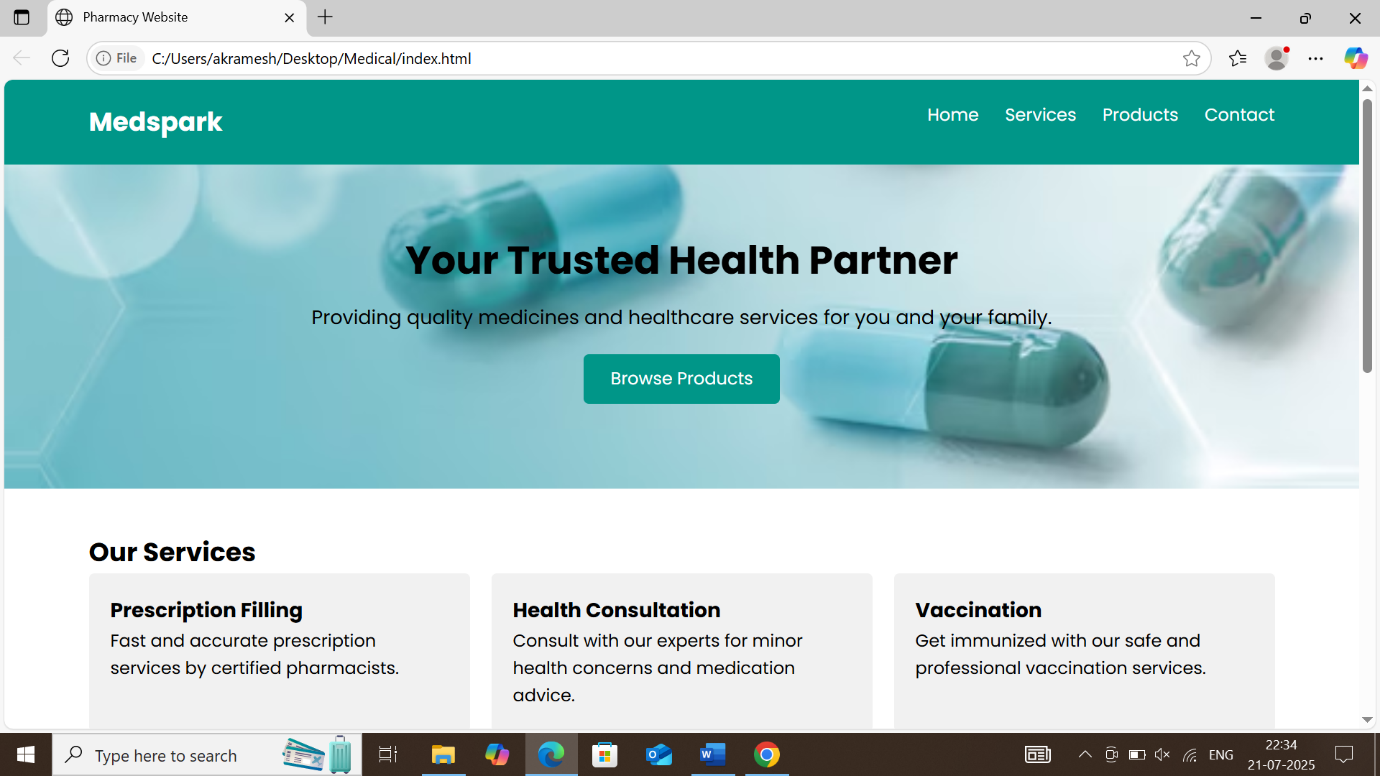 Pharmacy Website
File C:/Users/akramesh/Desktop/Medical/index.html
Medspark
Home Services Products Contact
Your Trusted Health Partner
Providing quality medicines and healthcare services for you and your family.
Browse Products
Our Services
Prescription Filling
Fast and accurate prescription
services by certified pharmacists.
Health Consultation
Consult with our experts for minor
health concerns and medication
advice.
Vaccination
Get immunized with our safe and
professional vaccination services.
Type here to search
ENG
22:34
21-07-2025